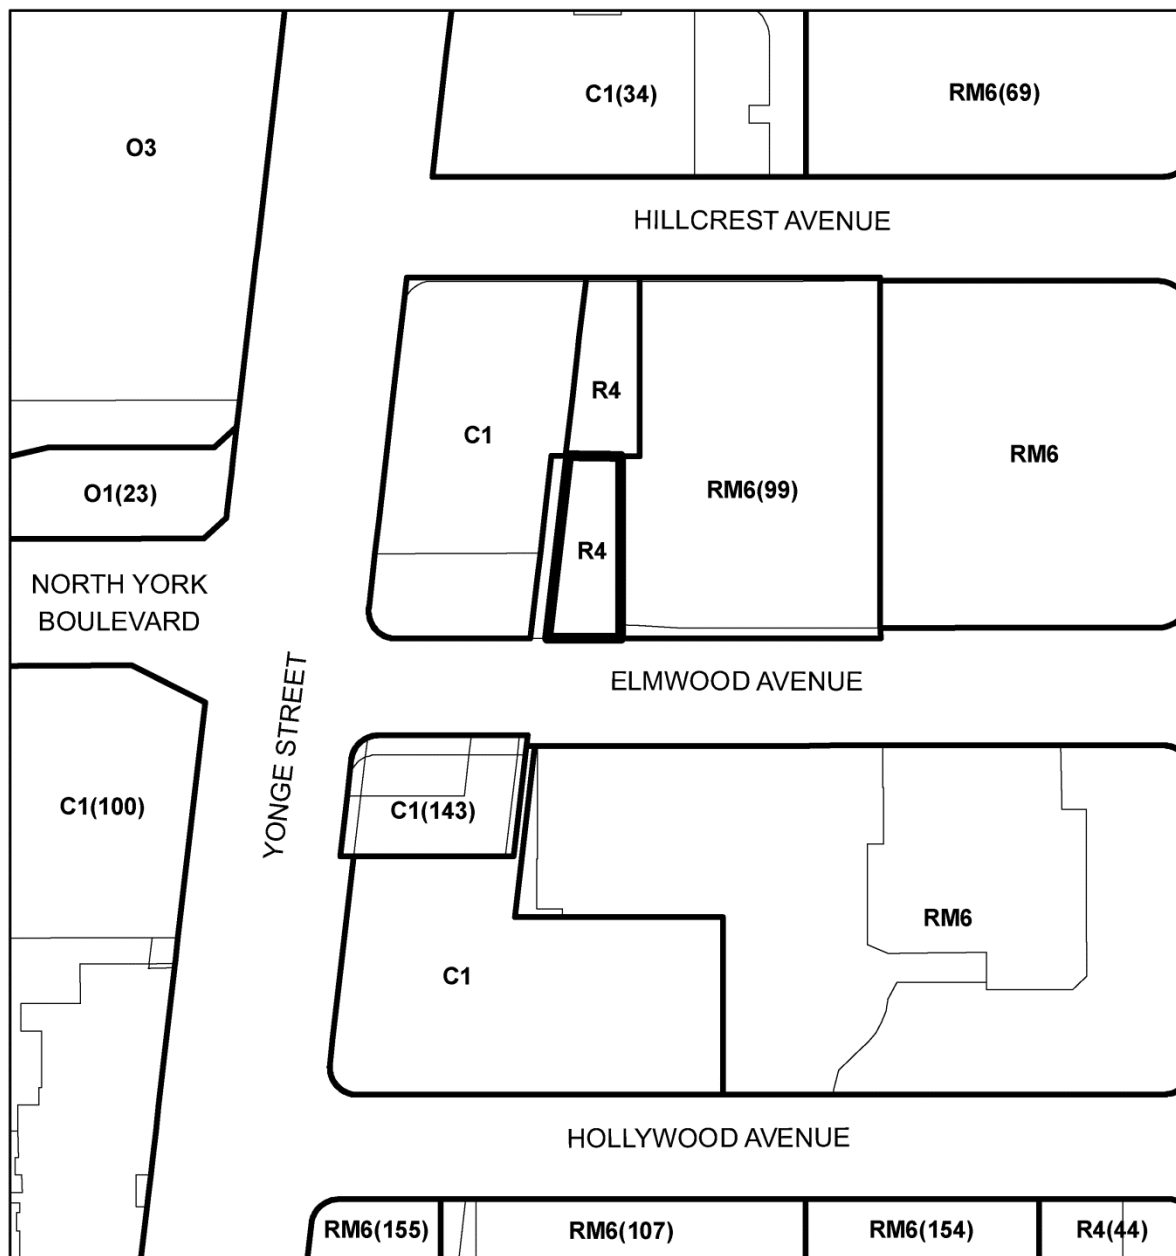 C1(34)
RM6(69)
O3
HILLCREST AVENUE
R4
C1
RM6
RM6(99)
O1(23)
R4
NORTH YORK
BOULEVARD
ELMWOOD AVENUE
YONGE STREET
C1(100)
C1(143)
RM6
C1
HOLLYWOOD AVENUE
RM6(155)
RM6(107)
RM6(154)
R4(44)